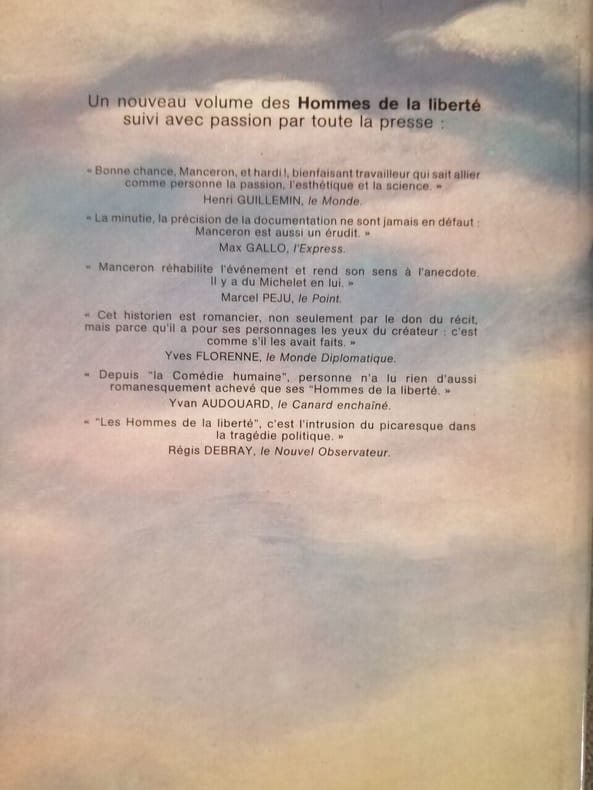 Un nouveau volume des Hommes de la liberté
suivi avec passion par toute la presse :
« Bonne chance, Manceron, et hardi !, bienfaisant travailleur qui sait allier
comme personne la passion, l'esthétique et la science. »
Henri GUILLEMIN, le Monde.
« La minutie, la précision de la documentation ne sont jamais en défaut :
Manceron est aussi un érudit. »
Max GALLO, l'Express.
« Manceron réhabilite l'événement et rend son sens à l'anecdote.
Il y a du Michelet en lui. »
Marcel PEJU, le Point.
« Cet historien est romancier, non seulement par le don du récit,
mais parce qu'il a pour ses personnages les yeux du créateur : c'est
comme s'il les avait faits. »
Yves FLORENNE, le Monde Diplomatique.
« Depuis "la Comédie humaine", personne n'a lu rien d'aussi
romanesquement achevé que ses "Hommes de la liberté. »
Yvan AUDOUARD, le Canard enchaîné.
« "Les Hommes de la liberté", c'est l'intrusion du picaresque dans
la tragédie politique. »
Régis DEBRAY, le Nouvel Observateur.